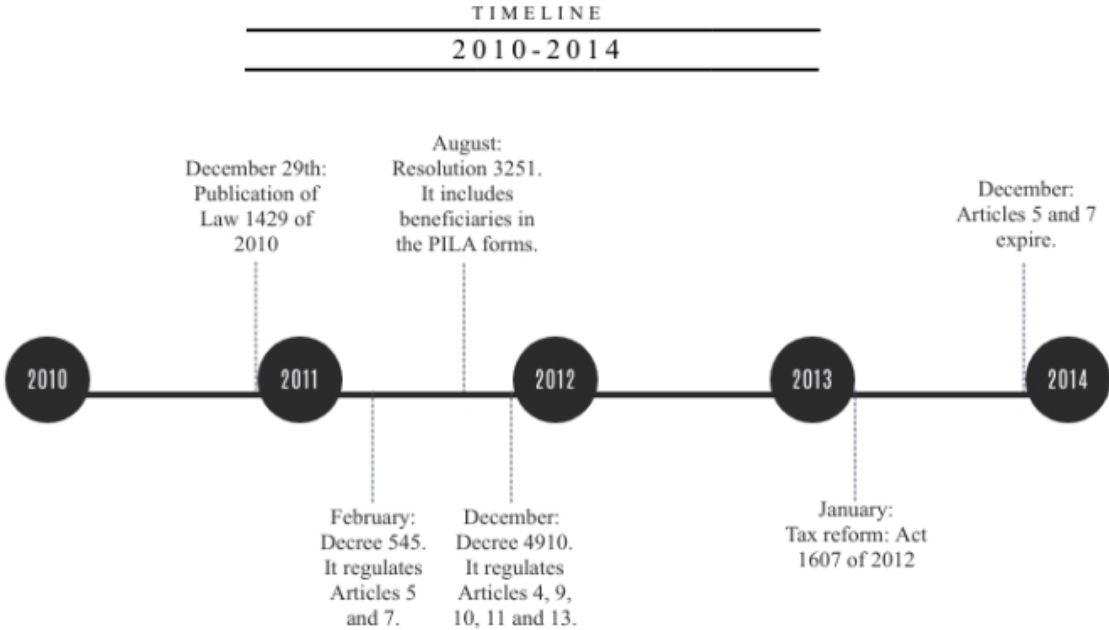 TIMELINE
2010-2014
December 29th:
Publication of
Law 1429 of
2010
August:
Resolution 3251.
It includes
beneficiaries in
the PILA forms.
December:
Articles 5 and 7
expire.
2010
2011
2012
2013
2014
February:
Decree 545.
It regulates
Articles 5
and 7.
December:
Decree 4910.
It regulates
Articles 4, 9,
10, 11 and 13.
January:
Tax reform: Act
1607 of 2012